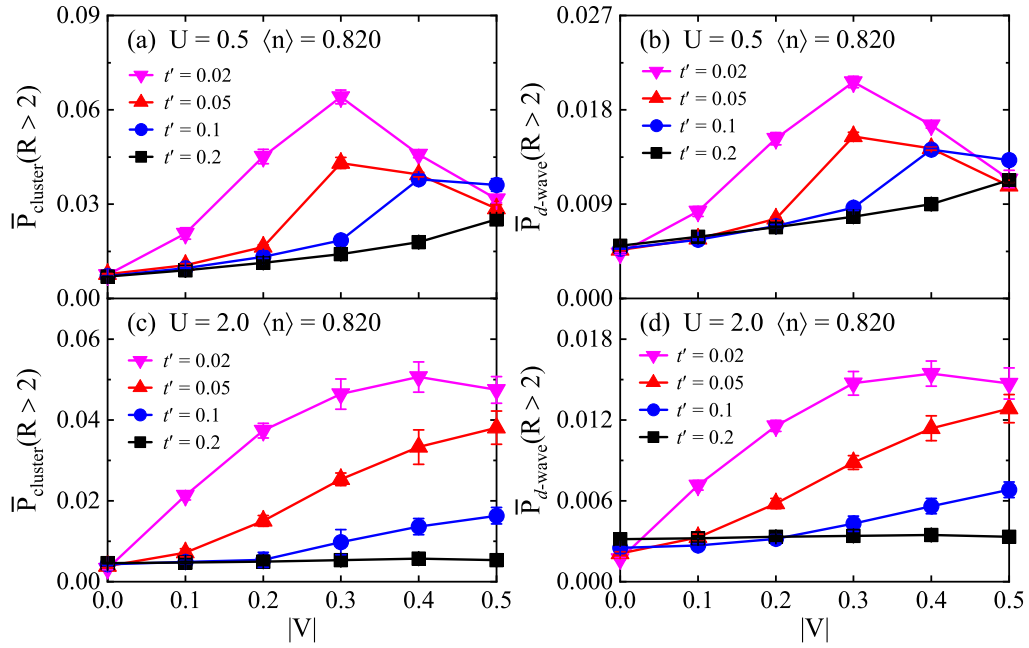 (a) U = 0.5 ⟨n⟩ = 0.820
t′ = 0.02
t′ = 0.05
t′ = 0.1
t′ = 0.2
0.09
0.06
0.03
0.00
P̅cluster(R > 2)
(b) U = 0.5 ⟨n⟩ = 0.820
t′ = 0.02
t′ = 0.05
t′ = 0.1
t′ = 0.2
0.027
0.018
0.009
0.000
P̅d-wave(R > 2)
(c) U = 2.0 ⟨n⟩ = 0.820
t′ = 0.02
t′ = 0.05
t′ = 0.1
t′ = 0.2
0.06
0.04
0.02
0.00
P̅cluster(R > 2)
0.0 0.1 0.2 0.3 0.4 0.5
|V|
(d) U = 2.0 ⟨n⟩ = 0.820
t′ = 0.02
t′ = 0.05
t′ = 0.1
t′ = 0.2
0.018
0.012
0.006
0.000
P̅d-wave(R > 2)
0.0 0.1 0.2 0.3 0.4 0.5
|V|